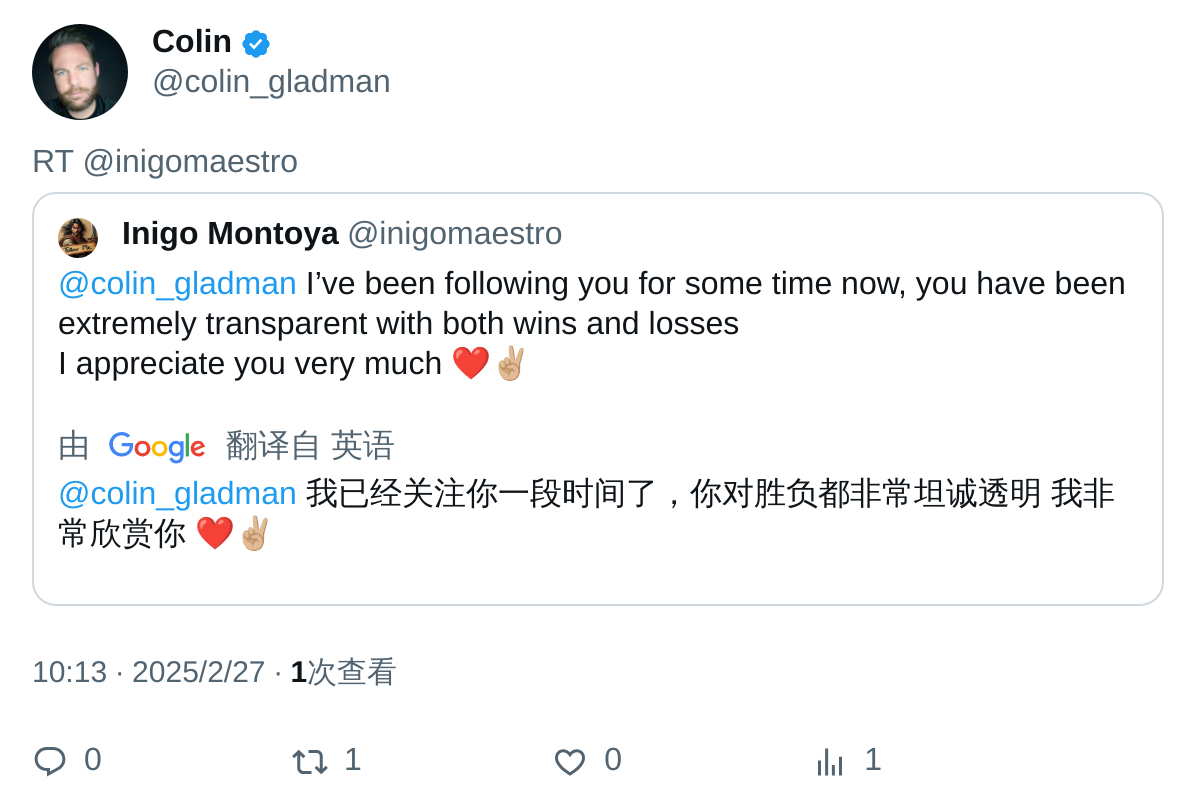 Colin
@colin_gladman
RT @inigomaestro
Inigo Montoya @inigomaestro
@colin_gladman I’ve been following you for some time now, you have been
extremely transparent with both wins and losses
I appreciate you very much ❤️✌🏼
由 Google 翻译自 英语
@colin_gladman 我已经关注你一段时间了，你对胜负都非常坦诚透明 我非
常欣赏你 ❤️✌🏼
10:13 · 2025/2/27 · 1次查看
0 1 0 1